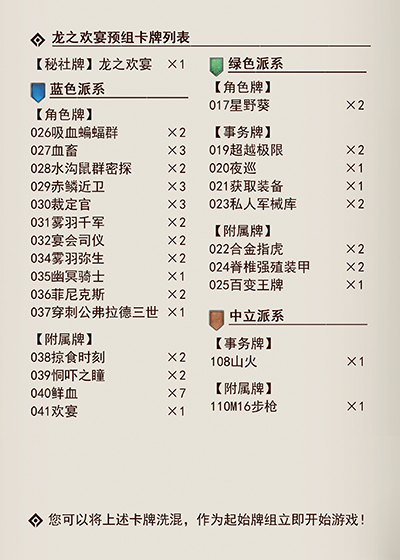 龙之欢宴预组卡牌列表
【秘社牌】龙之欢宴 ×1
蓝色派系
【角色牌】
026吸血蝙蝠群 ×2
027血畜 ×3
028水沟鼠群密探 ×2
029赤鳞近卫 ×3
030裁定官 ×3
031雾羽千军 ×2
032宴会司仪 ×2
034雾羽弥生 ×2
035幽冥骑士 ×1
036菲尼克斯 ×2
037穿刺公弗拉德三世 ×1
【附属牌】
038掠食时刻 ×2
039恫吓之瞳 ×2
040鲜血 ×7
041欢宴 ×1
绿色派系
【角色牌】
017星野葵 ×2
【事务牌】
019超越极限 ×2
020夜巡 ×1
021获取装备 ×1
023私人军械库 ×2
【附属牌】
022合金指虎 ×2
024脊椎强殖装甲 ×2
025百变王牌 ×1
中立派系
【事务牌】
108山火 ×1
【附属牌】
110M16步枪 ×1
您可以将上述卡牌洗混，作为起始牌组立即开始游戏！